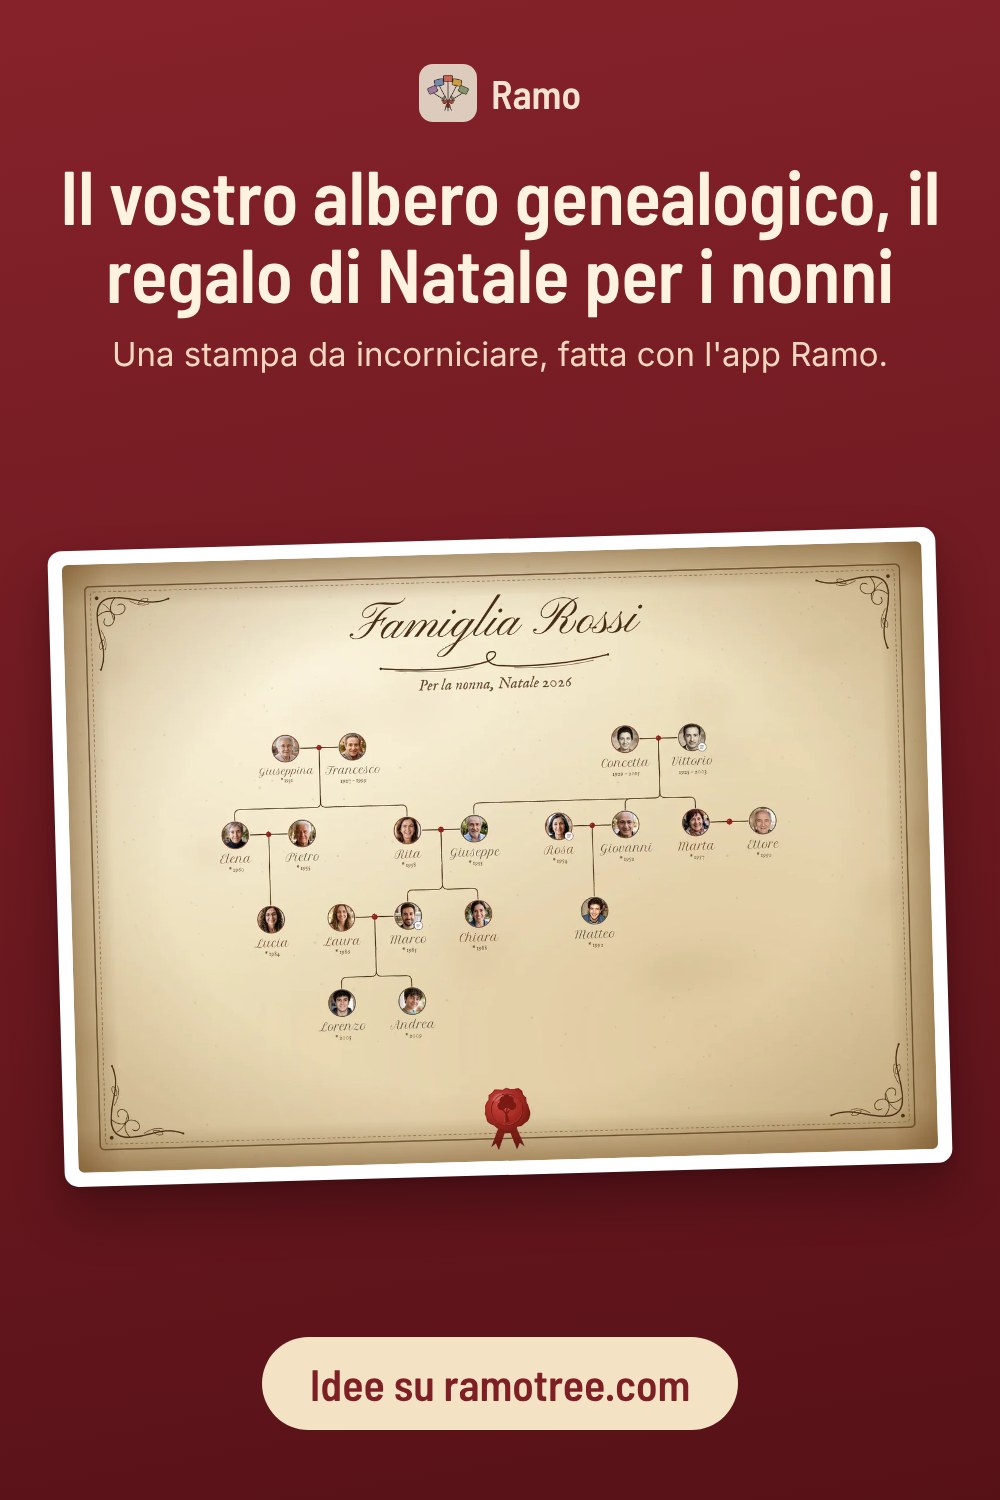 Ramo
Il vostro albero genealogico, il
regalo di Natale per i nonni
Una stampa da incorniciare, fatta con l'app Ramo.
Famiglia Rossi
Per la nonna, Natale 2026
Giuseppina Francesco
Concetta Vittorio
Elena Pietro Rita Giuseppe Rosa Giovanni Marta Ettore
Lucia Laura Marco Chiara Matteo
Lorenzo Andrea
Idee su ramotree.com